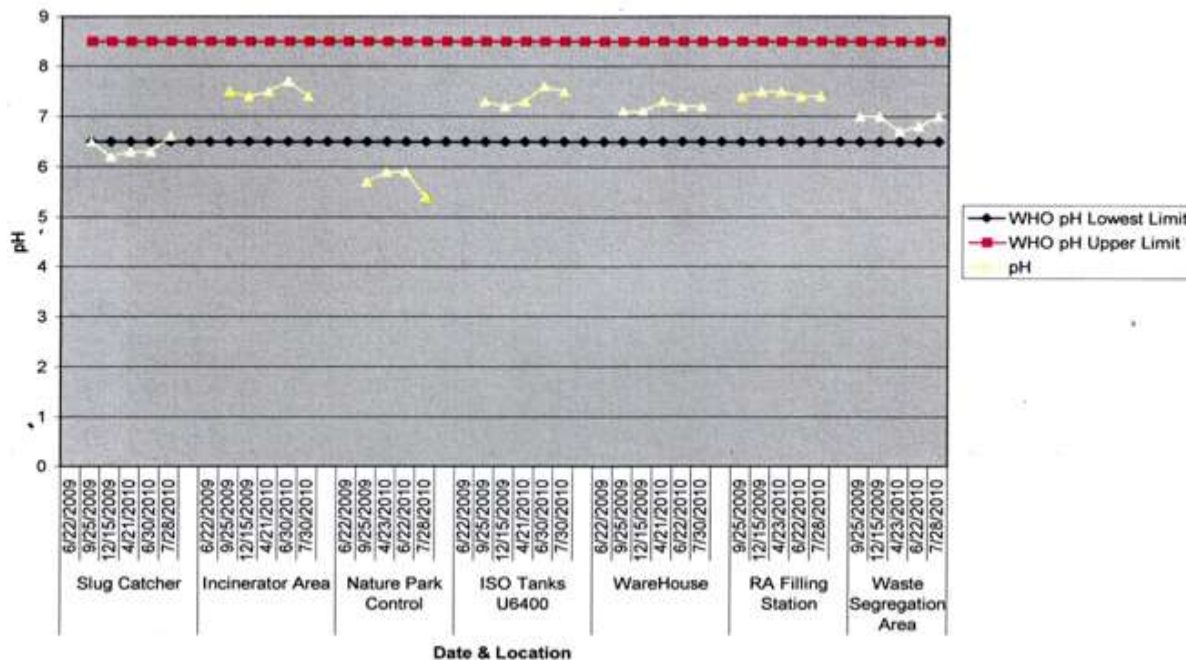 9
8
7
6
5
4
3
2
1
0
pH
6/22/2009
9/25/2009
12/15/2009
4/21/2010
6/30/2010
7/28/2010
6/22/2009
9/25/2009
12/15/2009
4/21/2010
6/30/2010
7/30/2010
6/22/2009
9/25/2009
4/23/2010
6/22/2010
7/28/2010
6/22/2009
9/25/2009
12/15/2009
4/21/2010
6/30/2010
7/30/2010
6/22/2009
9/25/2009
12/15/2009
4/21/2010
6/22/2010
7/30/2010
9/25/2009
12/15/2009
4/23/2010
6/22/2010
7/28/2010
9/25/2009
12/15/2009
4/23/2010
6/22/2010
7/28/2010
Slug Catcher
Incinerator Area
Nature Park
Control
ISO Tanks
U6400
WareHouse
RA Filling
Station
Waste
Segregation
Area
Date & Location
WHO pH Lowest Limit
WHO pH Upper Limit
pH